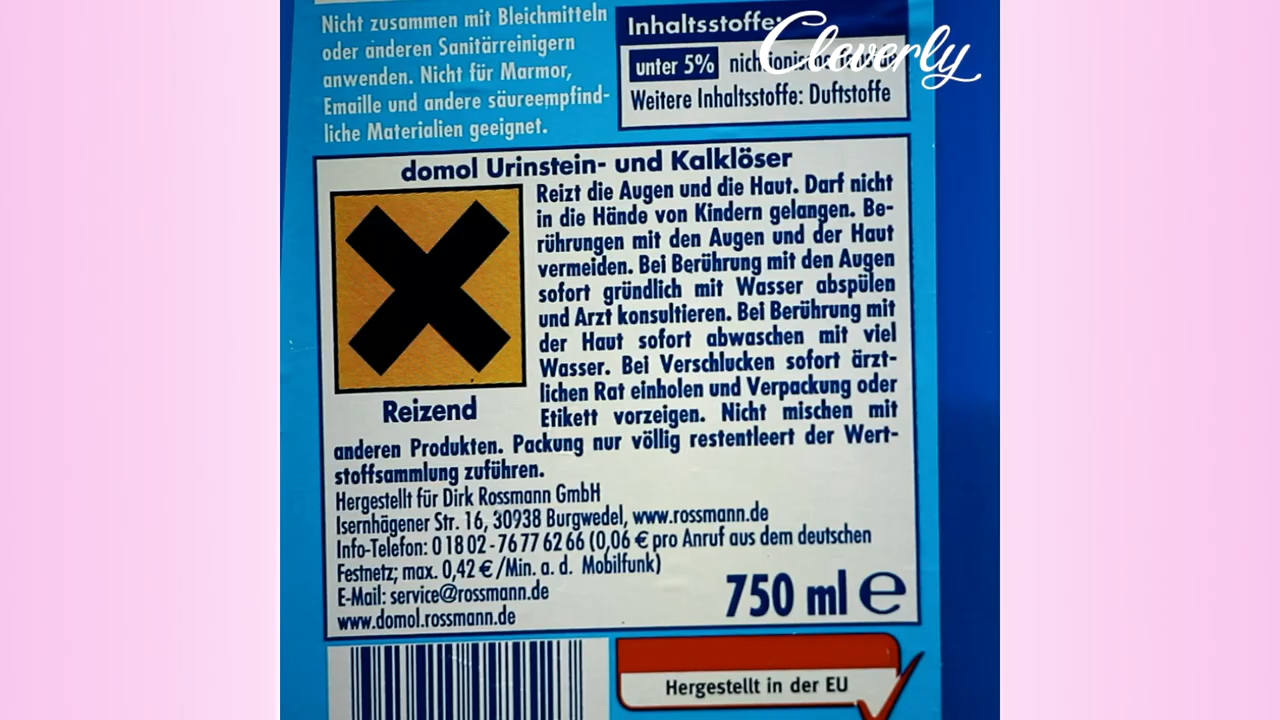 Nicht zusammen mit Bleichmitteln
oder anderen Sanitärreinigern
anwenden. Nicht für Marmor,
Emaille und andere säureempfind-
liche Materialien geeignet.
Inhaltsstoffe:
Cleverly
unter 5%
Weitere Inhaltsstoffe: Duftstoffe
domol Urinstein- und Kalklöser
Reizt die Augen und die Haut. Darf nicht
in die Hände von Kindern gelangen. Be-
rührungen mit den Augen und der Haut
vermeiden. Bei Berührung mit den Augen
sofort gründlich mit Wasser abspülen
und Arzt konsultieren. Bei Berührung mit
der Haut sofort abwaschen mit viel
Wasser. Bei Verschlucken sofort ärzt-
lichen Rat einholen und Verpackung oder
Etikett vorzeigen. Nicht mischen mit
Reizend
anderen Produkten. Packung nur völlig restentleert der Wert-
stoffsammlung zuführen.
Hergestellt für Dirk Rossmann GmbH
Isernhägener Str. 16, 30938 Burgwedel, www.rossmann.de
Info-Telefon: 0 18 02 - 76 77 62 66 (0,06 € pro Anruf aus dem deutschen
Festnetz; max. 0,42 € /Min. a. d. Mobilfunk)
E-Mail: service@rossmann.de
www.domol.rossmann.de
750 ml e
Hergestellt in der EU